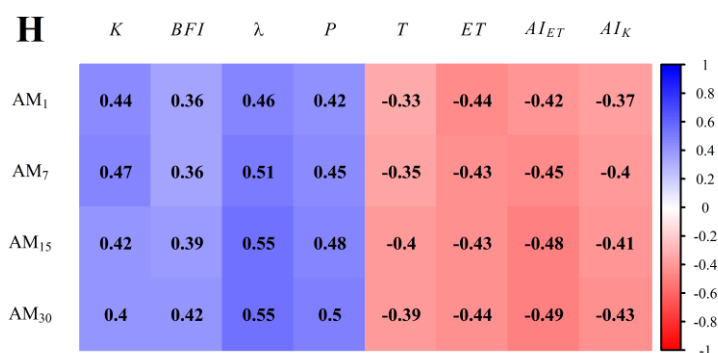 H K BFI λ P T ET AI_ET AI_K
AM₁ 0.44 0.36 0.46 0.42 -0.33 -0.44 -0.42 -0.37
AM₇ 0.47 0.36 0.51 0.45 -0.35 -0.43 -0.45 -0.4
AM₁₅ 0.42 0.39 0.55 0.48 -0.4 -0.43 -0.48 -0.41
AM₃₀ 0.4 0.42 0.55 0.5 -0.39 -0.44 -0.49 -0.43
1
0.8
0.6
0.4
0.2
0
-0.2
-0.4
-0.6
-0.8
-1